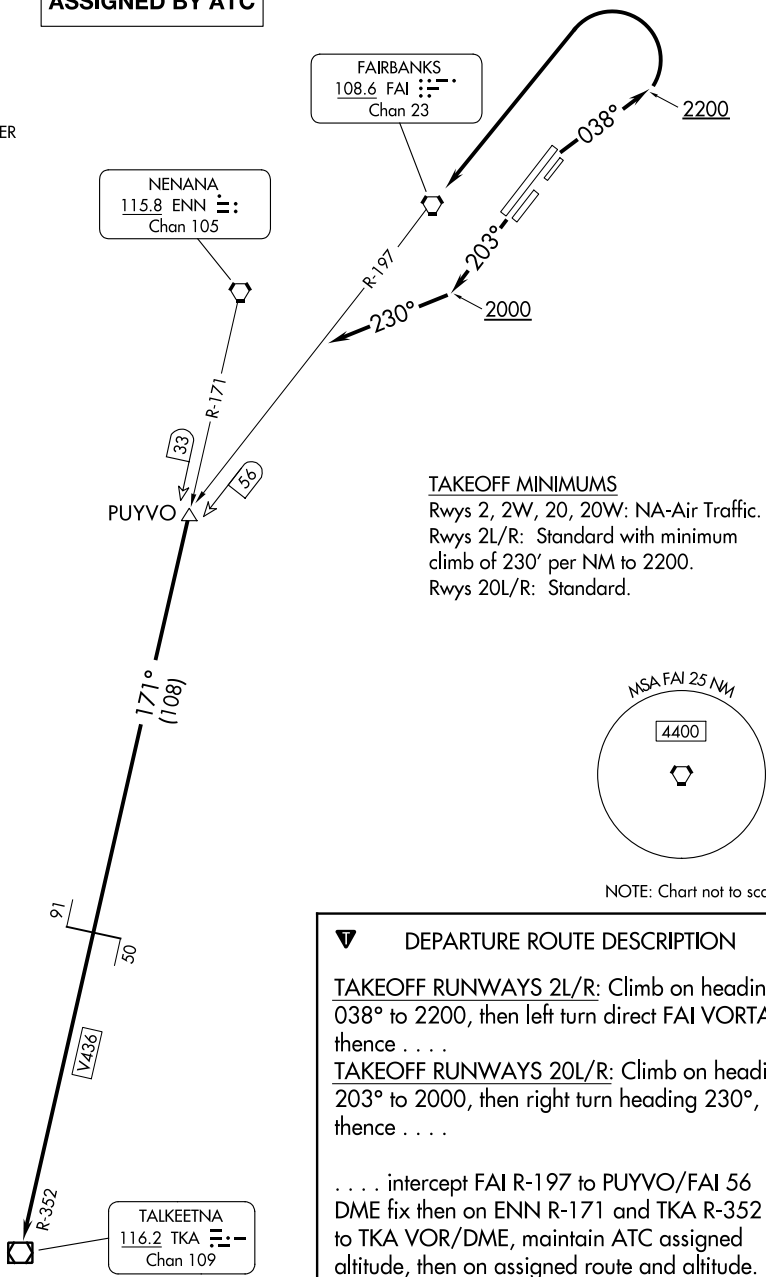 ASSIGNED BY ATC
ER
FAIRBANKS
108.6 FAI
Chan 23
038°
2200
NENANA
115.8 ENN
Chan 105
R-197
203°
230°
2000
R-171
33
56
PUYVO
TAKEOFF MINIMUMS
Rwys 2, 2W, 20, 20W: NA-Air Traffic.
Rwys 2L/R: Standard with minimum
climb of 230' per NM to 2200.
Rwys 20L/R: Standard.
171°
(108)
MSA FAI 25 NM
4400
NOTE: Chart not to sca
91
50
V436
R-352
TALKEETNA
116.2 TKA
Chan 109
T
DEPARTURE ROUTE DESCRIPTION
TAKEOFF RUNWAYS 2L/R: Climb on headin
038° to 2200, then left turn direct FAI VORTA
thence . . . .
TAKEOFF RUNWAYS 20L/R: Climb on headi
203° to 2000, then right turn heading 230°,
thence . . . .
. . . . intercept FAI R-197 to PUYVO/FAI 56
DME fix then on ENN R-171 and TKA R-352
to TKA VOR/DME, maintain ATC assigned
altitude, then on assigned route and altitude.